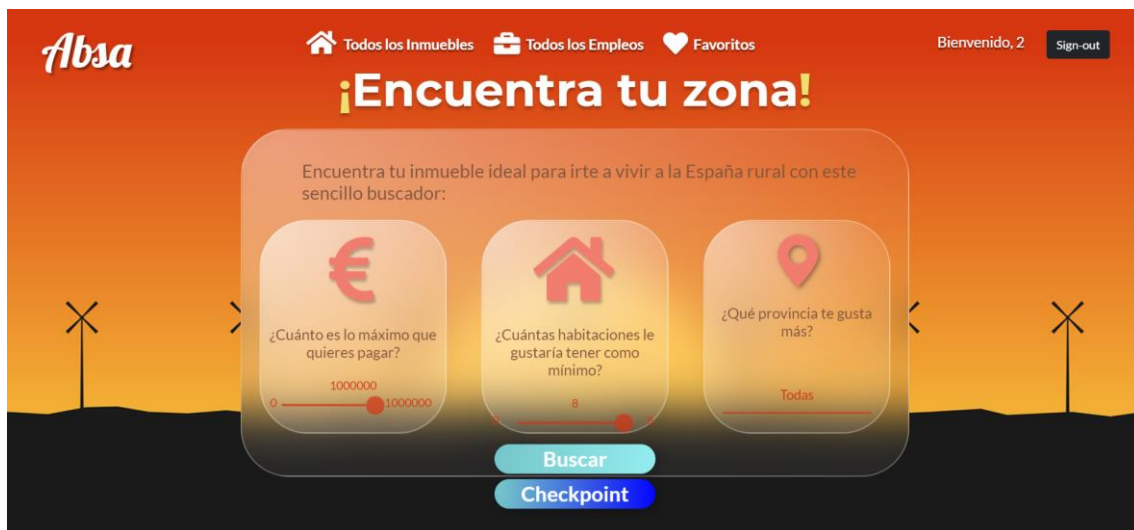 Absa
Todos los Inmuebles
Todos los Empleos
Favoritos
Bienvenido, 2
Sign-out
¡Encuentra tu zona!
Encuentra tu inmueble ideal para irte a vivir a la España rural con este
sencillo buscador:
€
¿Cuánto es lo máximo que
quieres pagar?
1000000
0
1000000
¿Cuántas habitaciones le
gustaría tener como
mínimo?
8
¿Qué provincia te gusta
más?
Todas
Buscar
Checkpoint